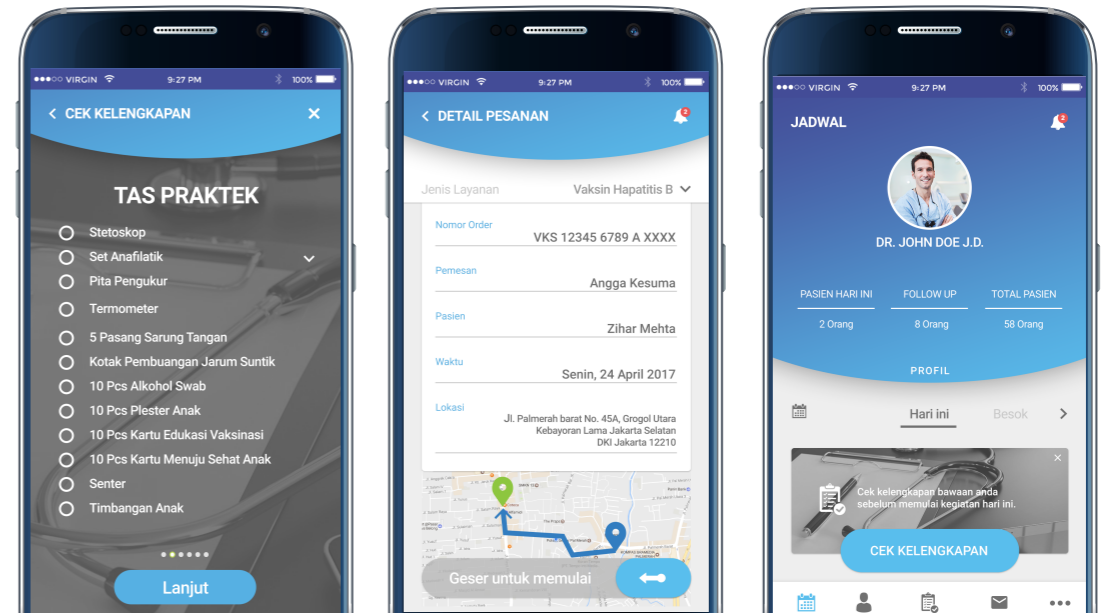 VIRGIN
9:27 PM
100%
CEK KELENGKAPAN
TAS PRAKTEK
Stetoskop
Set Anafilatik
Pita Pengukur
Termometer
5 Pasang Sarung Tangan
Kotak Pembuangan Jarum Suntik
10 Pcs Alkohol Swab
10 Pcs Plester Anak
10 Pcs Kartu Edukasi Vaksinasi
10 Pcs Kartu Menuju Sehat Anak
Senter
Timbangan Anak
Lanjut
VIRGIN
9:27 PM
100%
DETAIL PESANAN
2
Jenis Layanan
Vaksin Hapatitis B
Nomor Order
VKS 12345 6789 A XXXX
Pemesan
Angga Kesuma
Pasien
Zihar Mehta
Waktu
Senin, 24 April 2017
Lokasi
Jl. Palmerah barat No. 45A, Grogol Utara
Kebayoran Lama Jakarta Selatan
DKI Jakarta 12210
Geser untuk memulai
VIRGIN
9:27 PM
100%
JADWAL
2
DR. JOHN DOE J.D.
PASIEN HARI INI
FOLLOW UP
TOTAL PASIEN
2 Orang
8 Orang
58 Orang
PROFIL
Hari ini
Besok
Cek kelengkapan bawaan anda
sebelum memulai kegiatan hari ini.
CEK KELENGKAPAN